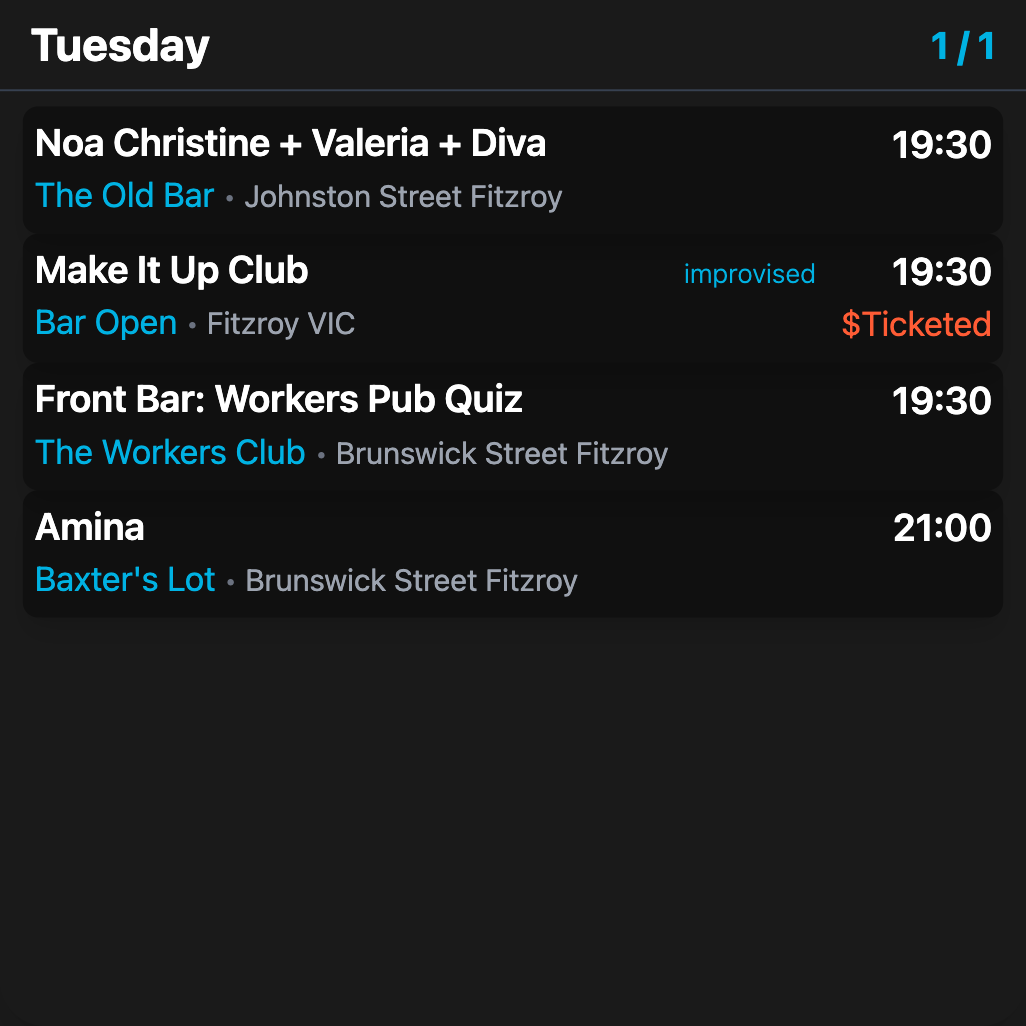 Tuesday 1 / 1
Noa Christine + Valeria + Diva 19:30
The Old Bar • Johnston Street Fitzroy
Make It Up Club improvised 19:30
Bar Open • Fitzroy VIC $Ticketed
Front Bar: Workers Pub Quiz 19:30
The Workers Club • Brunswick Street Fitzroy
Amina 21:00
Baxter's Lot • Brunswick Street Fitzroy